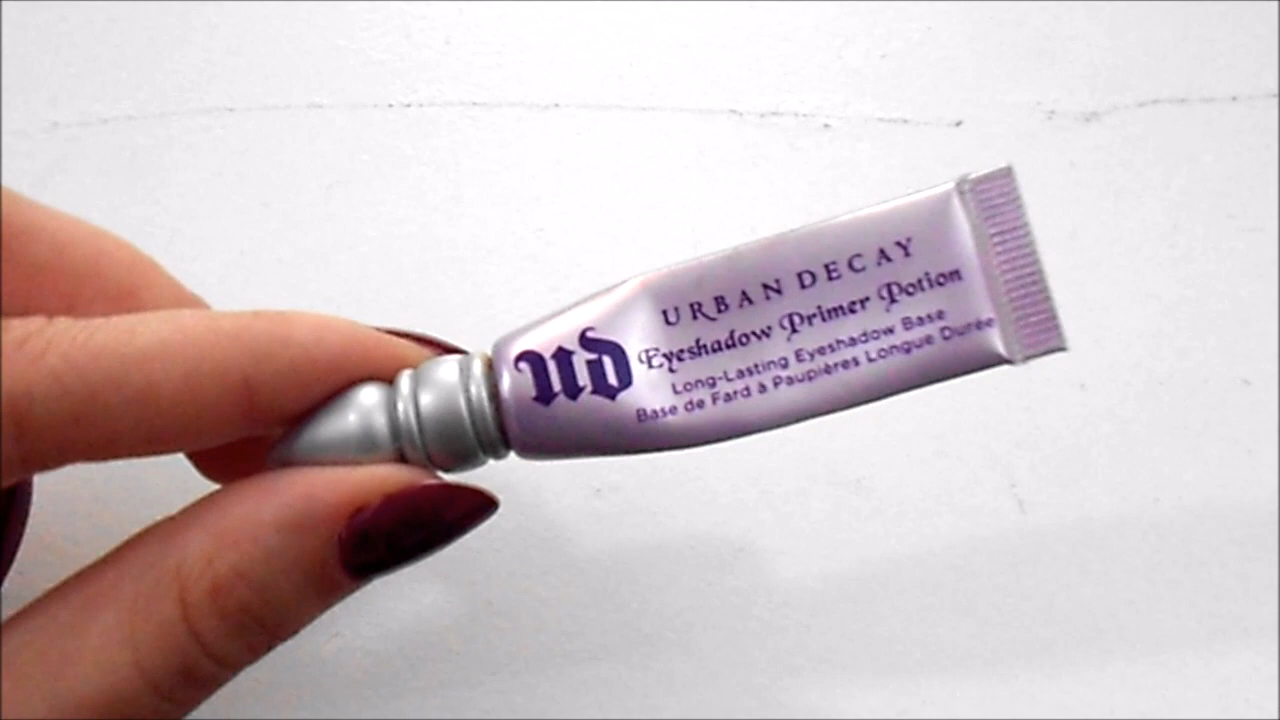 UD
URBAN DECAY
Eyeshadow Primer Potion
Long-Lasting Eyeshadow Base
Base de Fard à Paupières Longue Durée